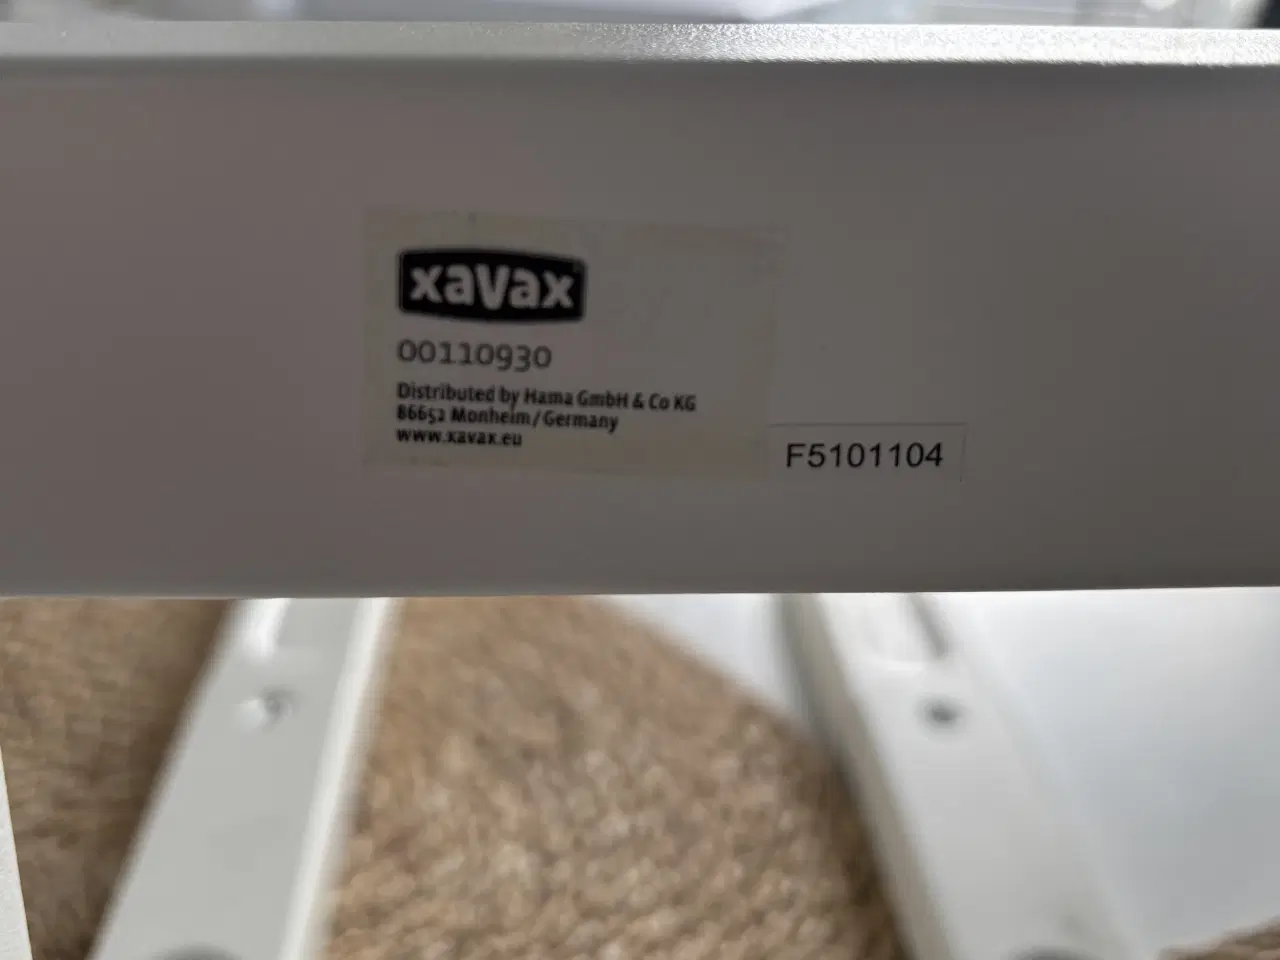 xavax
00110930
Distributed by Hama GmbH & Co KG
86652 Monheim/Germany
www.xavax.eu
F5101104